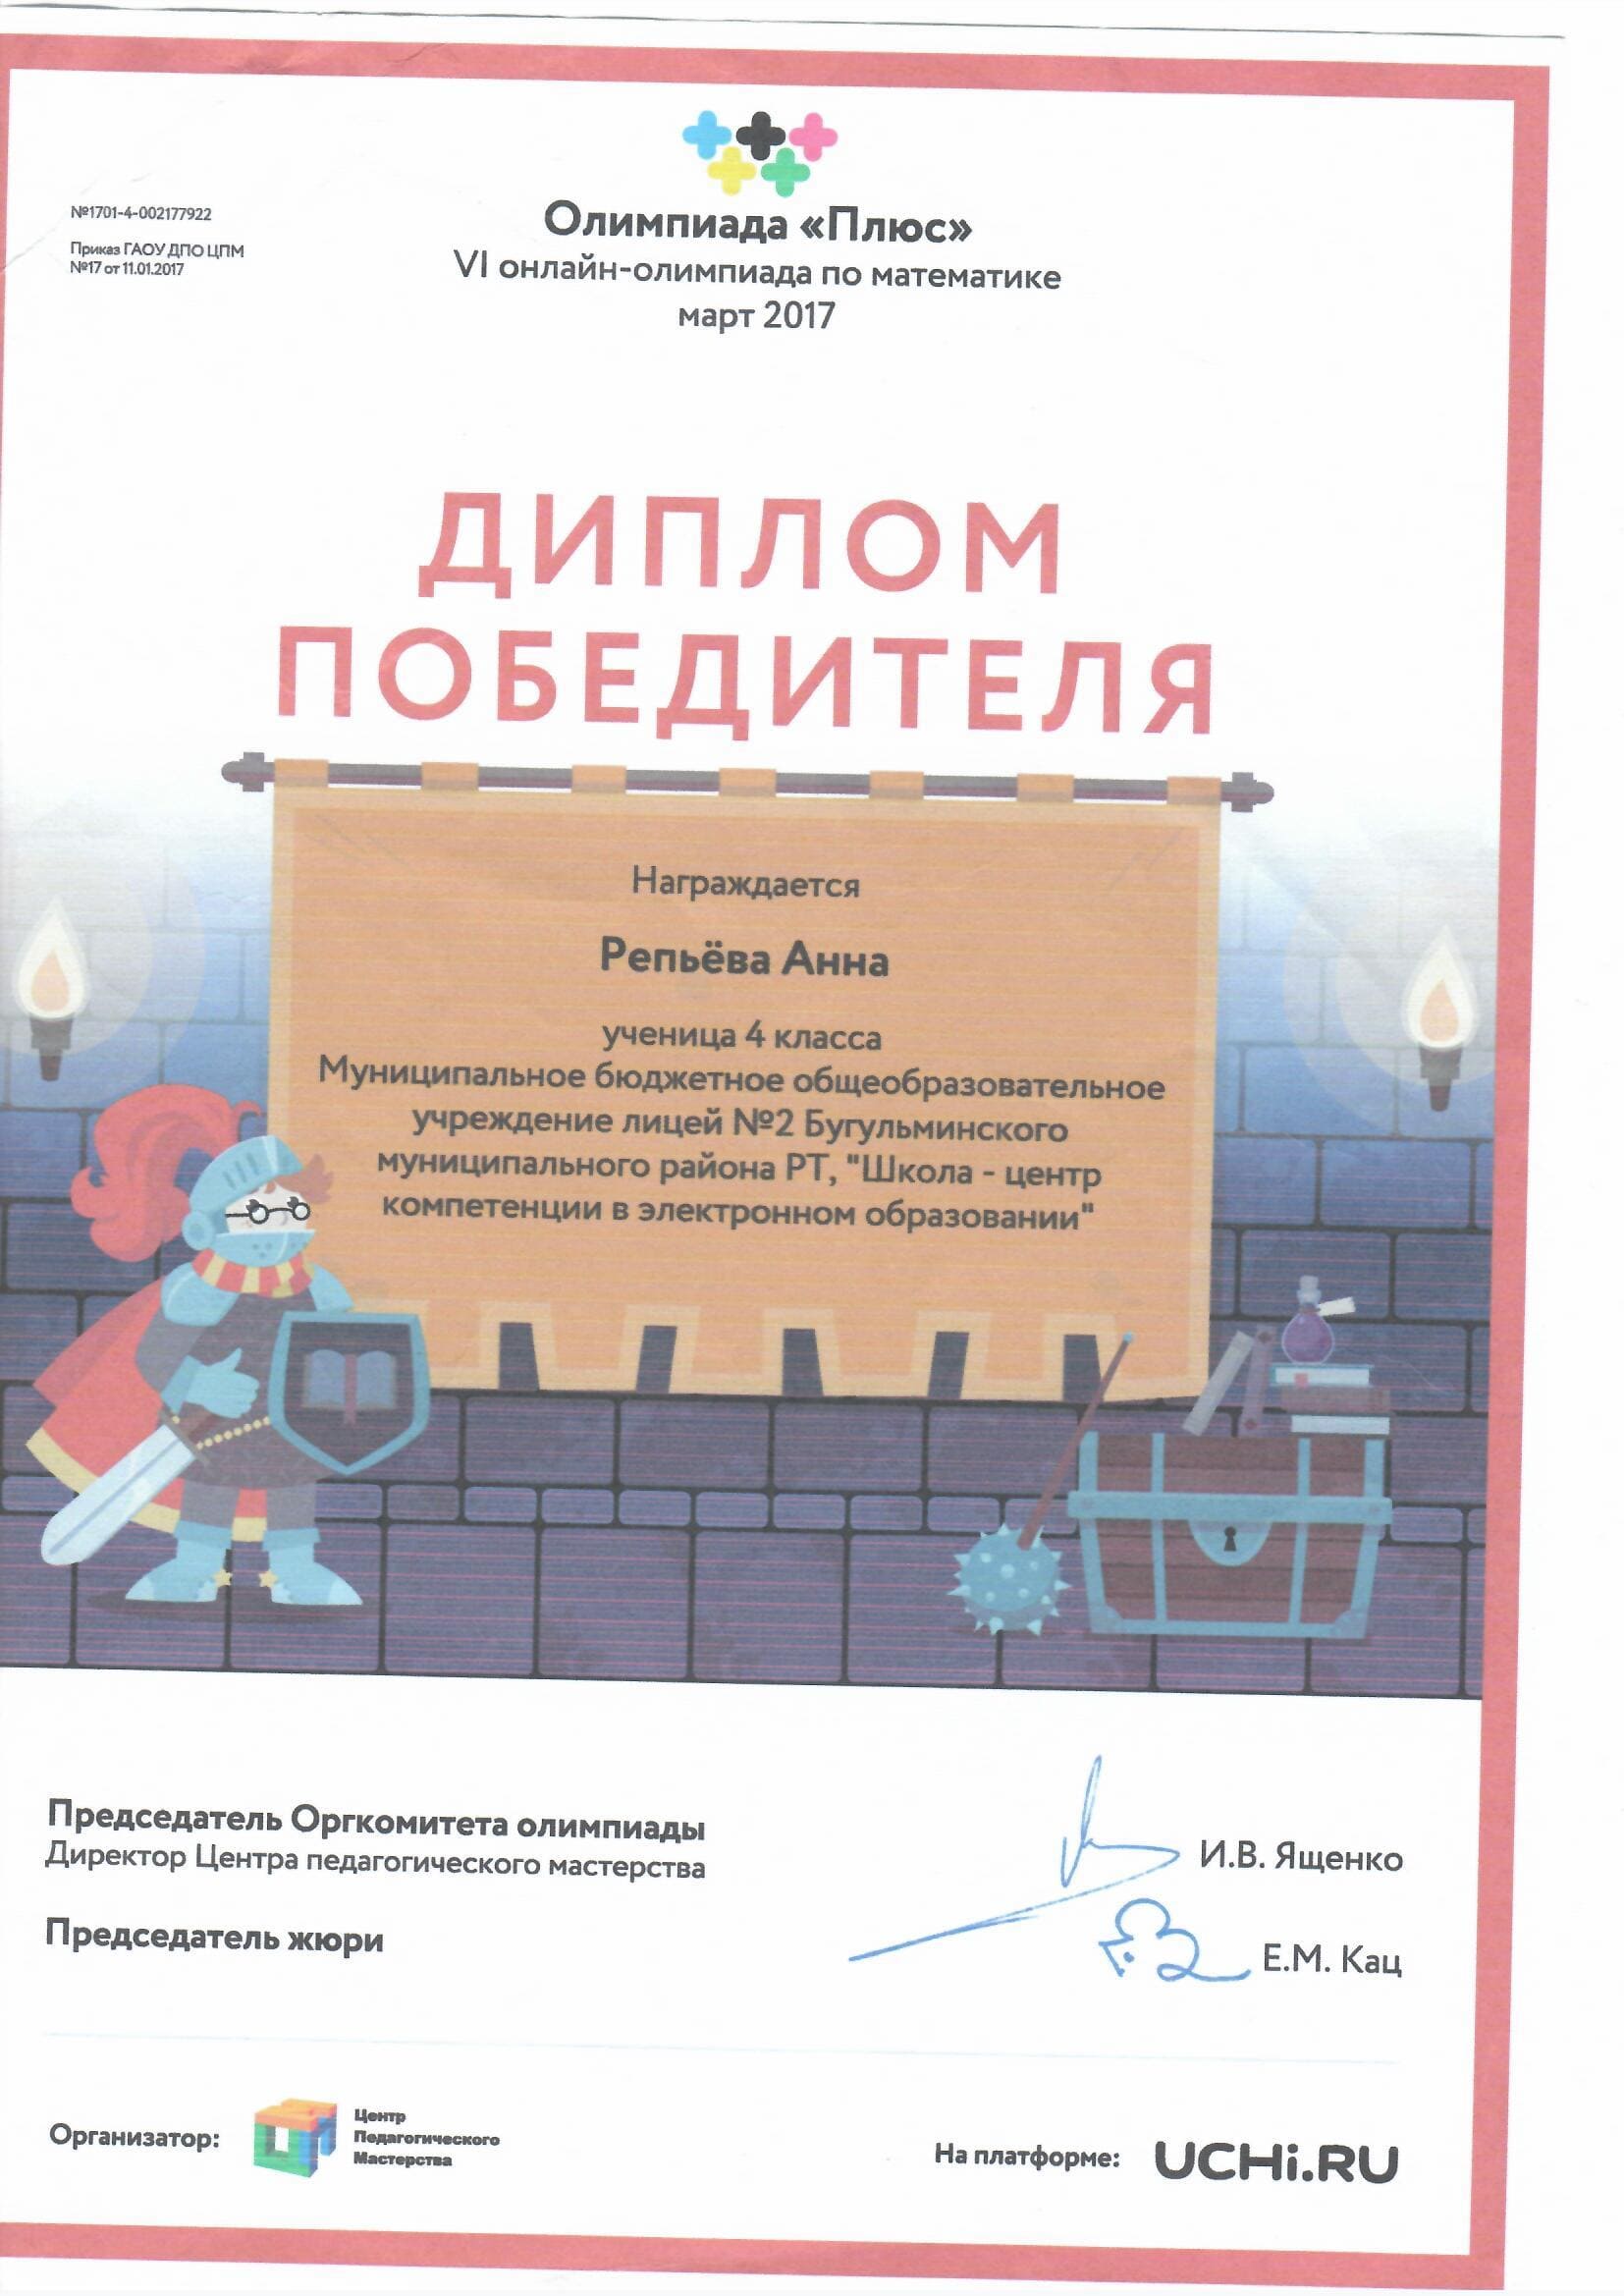 №1701-4-002177922
Приказ ГАОУ ДПО ЦПМ
№17 от 11.01.2017
Олимпиада «Плюс»
VI онлайн-олимпиада по математике
март 2017
ДИПЛОМ
ПОБЕДИТЕЛЯ
Награждается
Репьёва Анна
ученица 4 класса
Муниципальное бюджетное общеобразовательное
учреждение лицей №2 Бугульминского
муниципального района РТ, "Школа - центр
компетенции в электронном образовании"
Председатель Оргкомитета олимпиады
Директор Центра педагогического мастерства
И.В. Ященко
Председатель жюри
Е.М. Кац
Организатор:
Центр
Педагогического
Мастерства
На платформе:
UCHi.RU